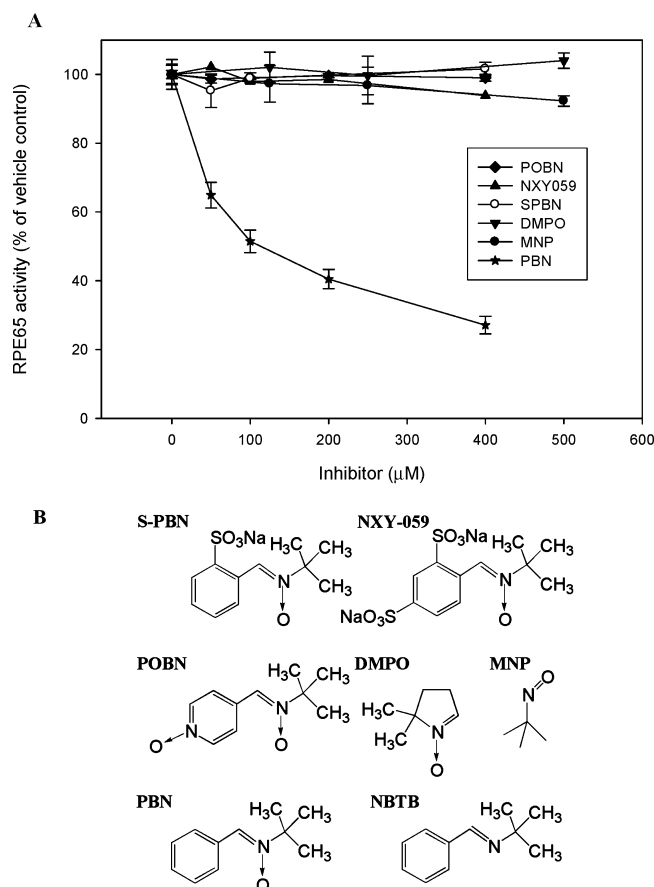 A
RPE65 activity (% of vehicle control)
120
100
80
60
40
20
0
POBN
NXY059
SPBN
DMPO
MNP
PBN
0 100 200 300 400 500 600
Inhibitor (μM)
B
S-PBN
SO₃Na
H₃C
CH₃
CH₃
N
O
NXY-059
SO₃Na
H₃C
CH₃
CH₃
N
NaO₃S
O
POBN
H₃C
CH₃
CH₃
N
N
O
O
DMPO
H₃C
CH₃
N
O
MNP
O
N
PBN
H₃C
CH₃
CH₃
N
O
NBTB
H₃C
CH₃
CH₃
N